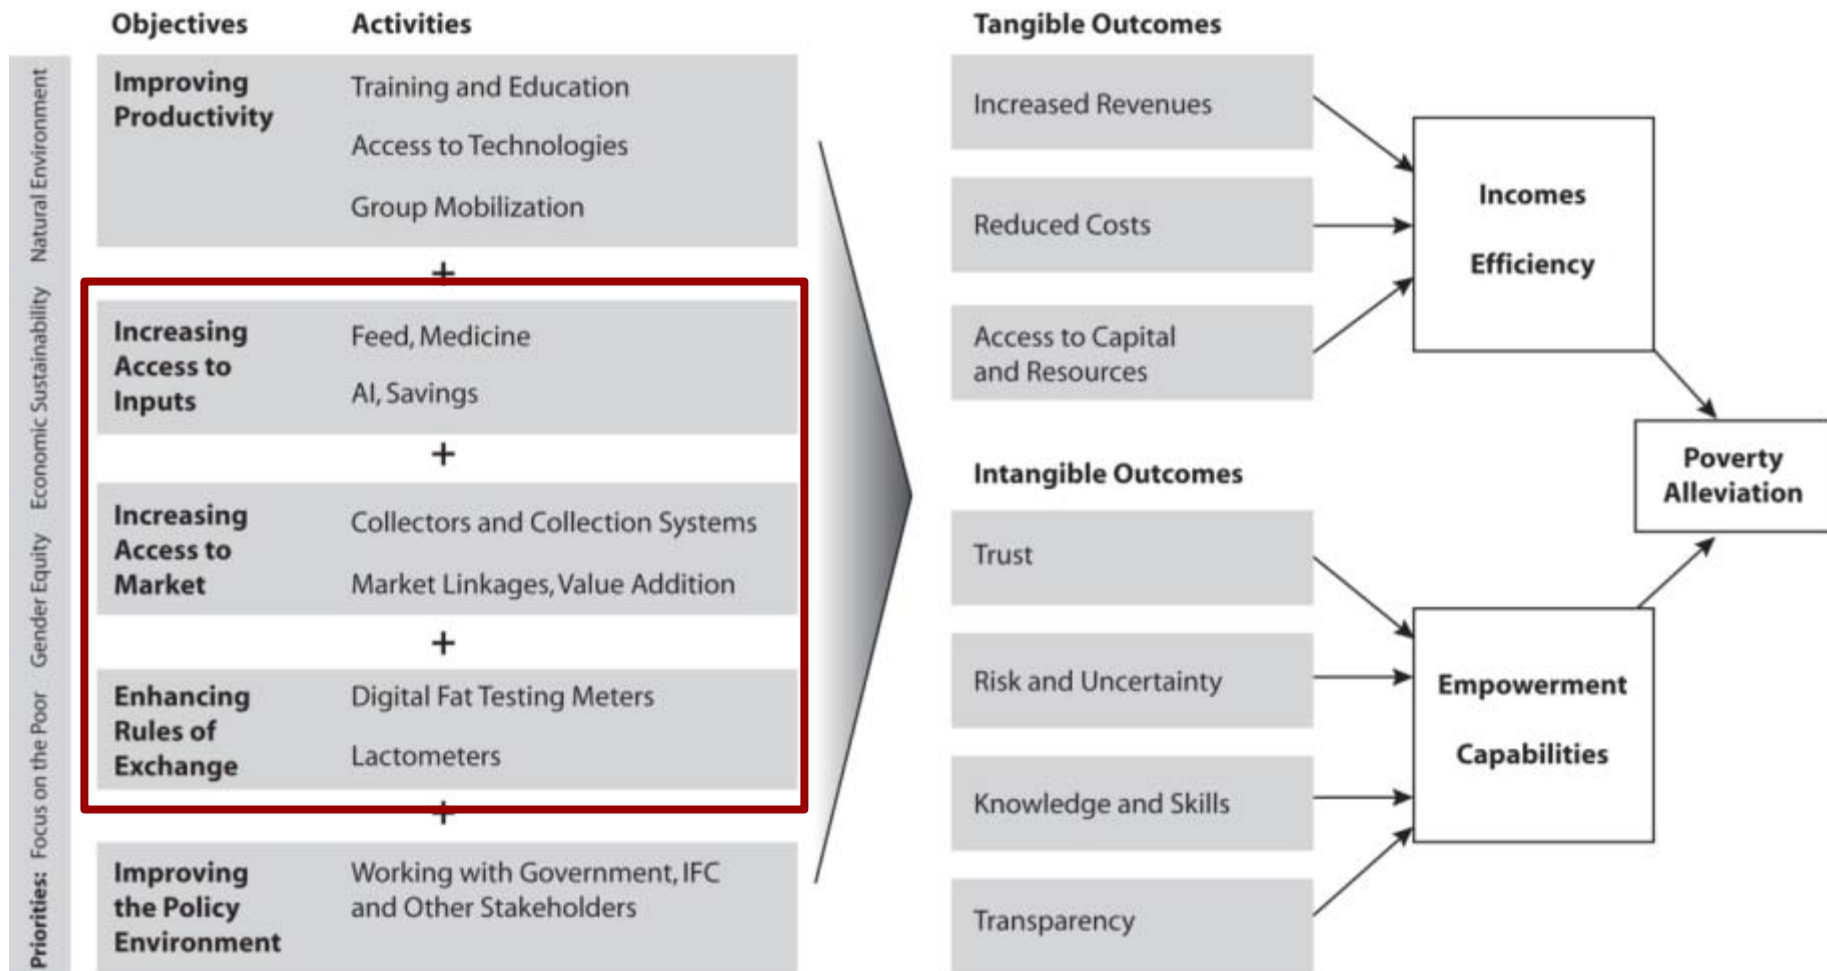 Objectives
Activities
Priorities: Focus on the Poor Gender Equity Economic Sustainability Natural Environment
Improving
Productivity
Training and Education
Access to Technologies
Group Mobilization
+
Increasing
Access to
Inputs
Feed, Medicine
AI, Savings
+
Increasing
Access to
Market
Collectors and Collection Systems
Market Linkages, Value Addition
+
Enhancing
Rules of
Exchange
Digital Fat Testing Meters
Lactometers
+
Improving
the Policy
Environment
Working with Government, IFC
and Other Stakeholders
Tangible Outcomes
Increased Revenues
Reduced Costs
Access to Capital
and Resources
Incomes
Efficiency
Intangible Outcomes
Trust
Risk and Uncertainty
Knowledge and Skills
Transparency
Empowerment
Capabilities
Poverty
Alleviation